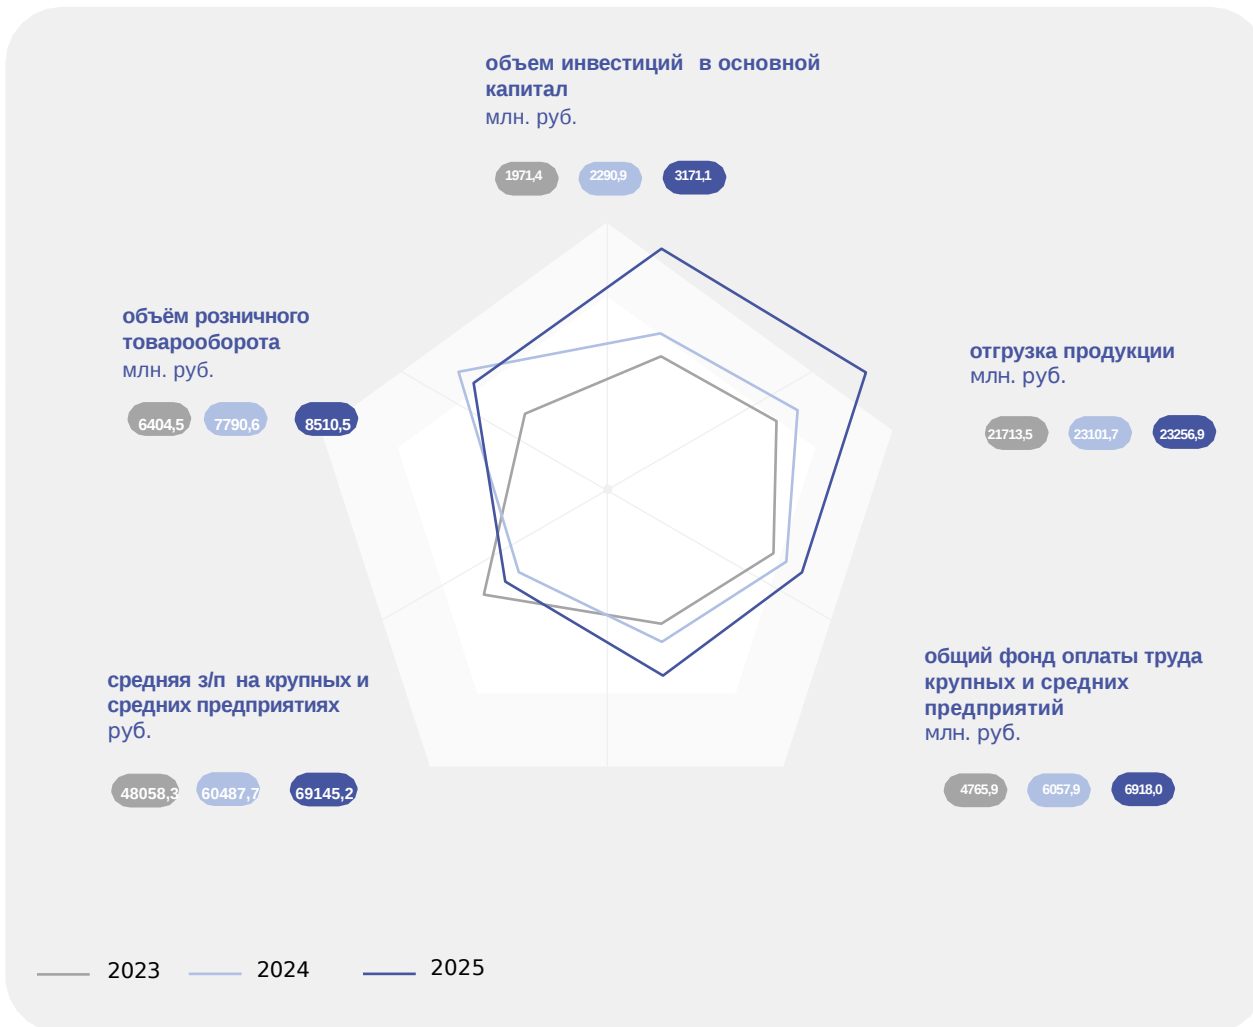 объем инвестиций в основной
капитал
млн. руб.
1971,4 2290,9 3171,1
объём розничного
товарооборота
млн. руб.
6404,5 7790,6 8510,5
отгрузка продукции
млн. руб.
21713,5 23101,7 23256,9
средняя з/п на крупных и
средних предприятиях
руб.
48058,3 60487,7 69145,2
общий фонд оплаты труда
крупных и средних
предприятий
млн. руб.
4765,9 6057,9 6918,0
2023 2024 2025